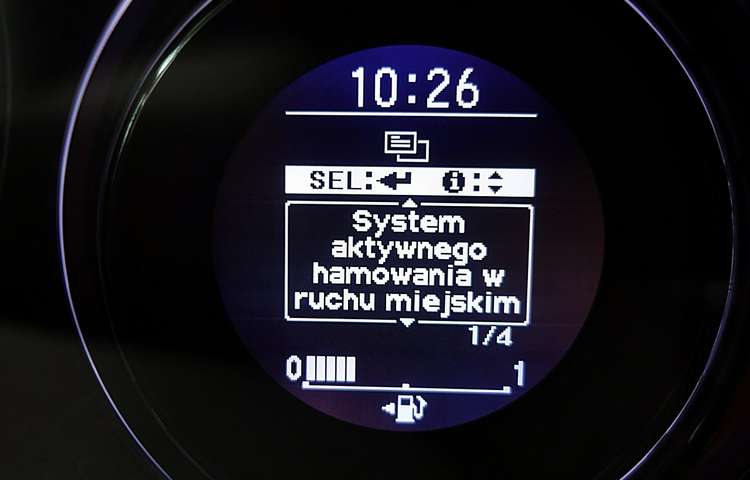 10:26
SEL: i:
System
aktywnego
hamowania w
ruchu miejskim
1/4
0 1